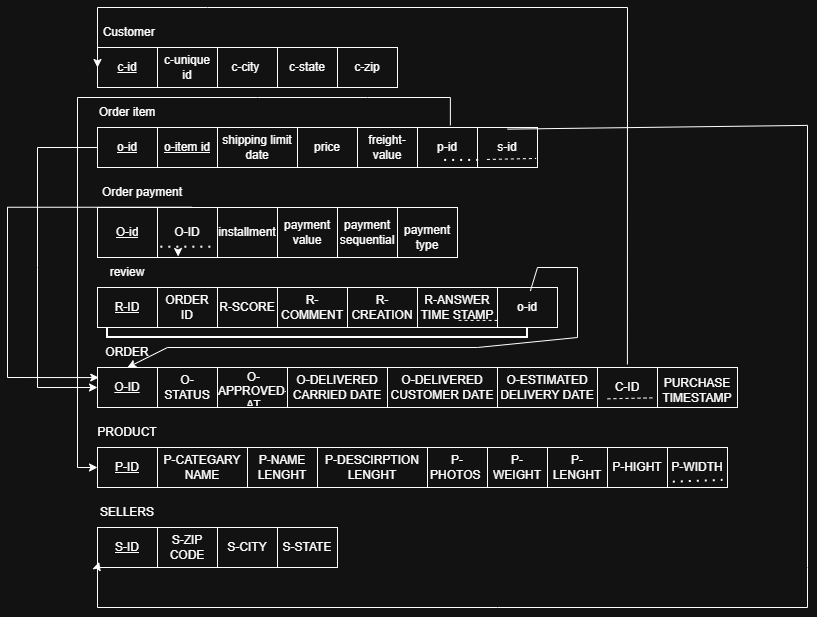 Customer
c-id c-unique id c-city c-state c-zip
Order item
o-id o-item id shipping limit date price freight-value p-id s-id
Order payment
O-id O-ID installment payment value payment sequential payment type
review
R-ID ORDER ID R-SCORE R-COMMENT R-CREATION R-ANSWER TIME STAMP o-id
ORDER
O-ID O-STATUS O-APPROVED-AT O-DELIVERED CARRIED DATE O-DELIVERED CUSTOMER DATE O-ESTIMATED DELIVERY DATE C-ID PURCHASE TIMESTAMP
PRODUCT
P-ID P-CATEGARY NAME P-NAME LENGHT P-DESCIRPTION LENGHT P-PHOTOS P-WEIGHT P-LENGHT P-HIGHT P-WIDTH
SELLERS
S-ID S-ZIP CODE S-CITY S-STATE